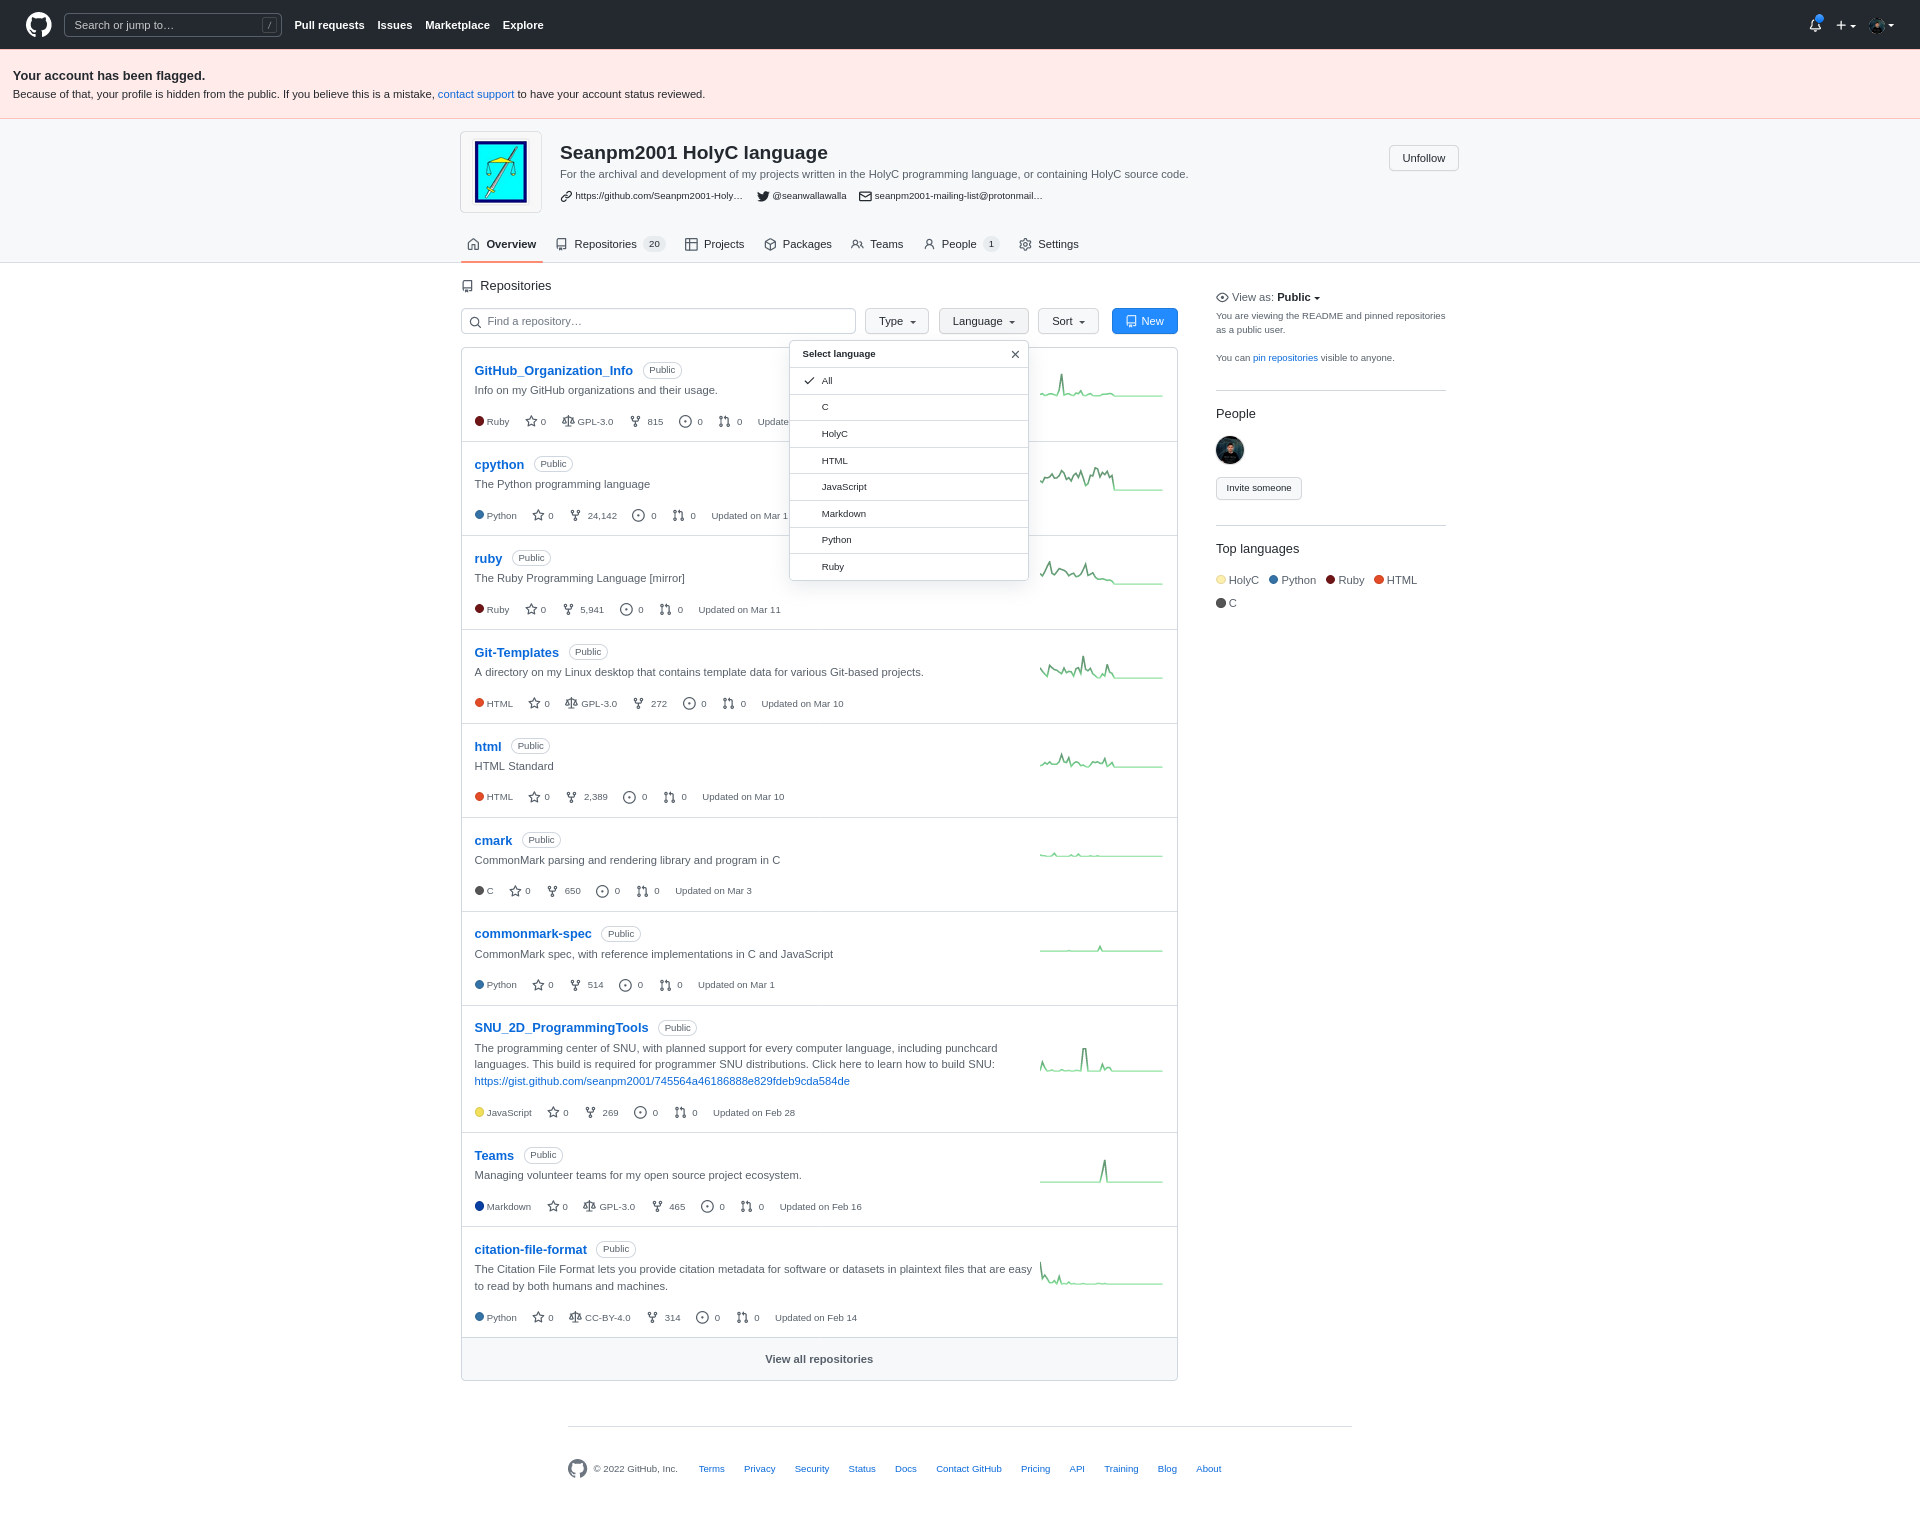 Search or jump to…
/
Pull requests Issues Marketplace Explore
Your account has been flagged.
Because of that, your profile is hidden from the public. If you believe this is a mistake, contact support to have your account status reviewed.
Seanpm2001 HolyC language
For the archival and development of my projects written in the HolyC programming language, or containing HolyC source code.
https://github.com/Seanpm2001-Holy… @seanwallawalla seanpm2001-mailing-list@protonmail…
Unfollow
Overview Repositories 20 Projects Packages Teams People 1 Settings
Repositories
Find a repository…
Type Language Sort New
Select language
All
C
HolyC
HTML
JavaScript
Markdown
Python
Ruby
GitHub_Organization_Info Public
Info on my GitHub organizations and their usage.
Ruby 0 GPL-3.0 815 0 0 Update
cpython Public
The Python programming language
Python 0 24,142 0 0 Updated on Mar 1
ruby Public
The Ruby Programming Language [mirror]
Ruby 0 5,941 0 0 Updated on Mar 11
Git-Templates Public
A directory on my Linux desktop that contains template data for various Git-based projects.
HTML 0 GPL-3.0 272 0 0 Updated on Mar 10
html Public
HTML Standard
HTML 0 2,389 0 0 Updated on Mar 10
cmark Public
CommonMark parsing and rendering library and program in C
C 0 650 0 0 Updated on Mar 3
commonmark-spec Public
CommonMark spec, with reference implementations in C and JavaScript
Python 0 514 0 0 Updated on Mar 1
SNU_2D_ProgrammingTools Public
The programming center of SNU, with planned support for every computer language, including punchcard
languages. This build is required for programmer SNU distributions. Click here to learn how to build SNU:
https://gist.github.com/seanpm2001/745564a46186888e829fdeb9cda584de
JavaScript 0 269 0 0 Updated on Feb 28
Teams Public
Managing volunteer teams for my open source project ecosystem.
Markdown 0 GPL-3.0 465 0 0 Updated on Feb 16
citation-file-format Public
The Citation File Format lets you provide citation metadata for software or datasets in plaintext files that are easy
to read by both humans and machines.
Python 0 CC-BY-4.0 314 0 0 Updated on Feb 14
View all repositories
View as: Public
You are viewing the README and pinned repositories
as a public user.
You can pin repositories visible to anyone.
People
Invite someone
Top languages
HolyC Python Ruby HTML
C
© 2022 GitHub, Inc. Terms Privacy Security Status Docs Contact GitHub Pricing API Training Blog About